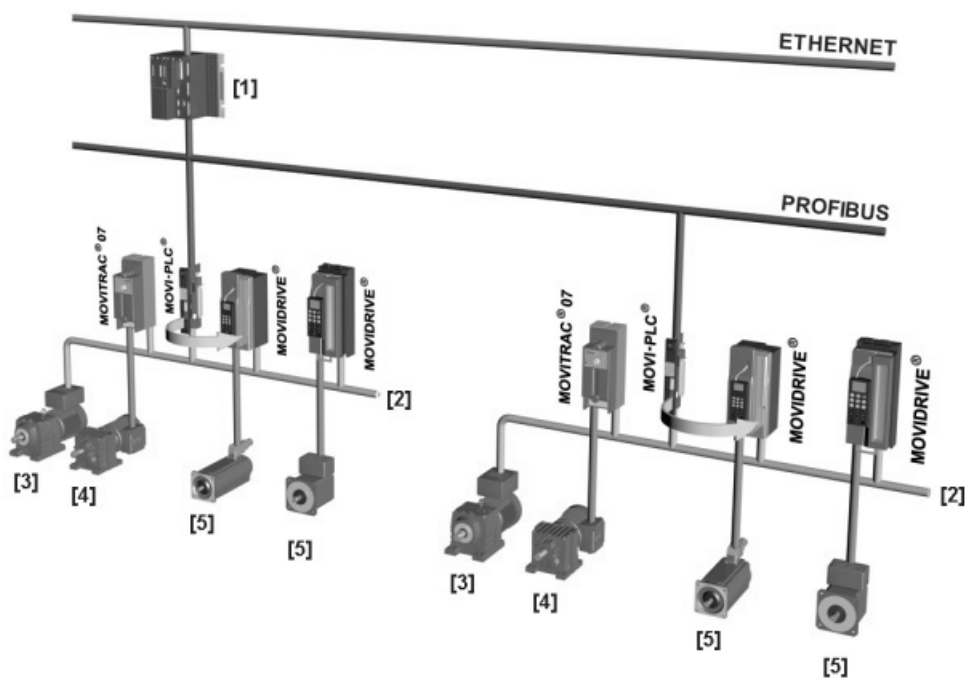 ETHERNET
[1]
PROFIBUS
MOVITRAC® 07
MOVI-PLC®
MOVIDRIVE®
MOVIDRIVE®
[2]
[3]
[4]
[5]
[5]
MOVITRAC® 07
MOVI-PLC®
MOVIDRIVE®
MOVIDRIVE®
[2]
[3]
[4]
[5]
[5]